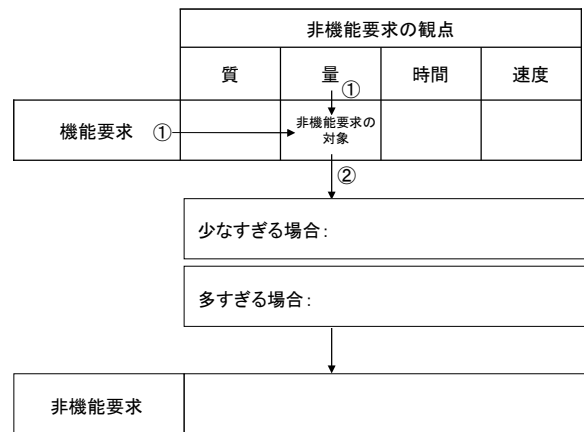 非機能要求の観点
質 量 時間 速度
①
機能要求 ① 非機能要求の
対象
②
少なすぎる場合：
多すぎる場合：
非機能要求